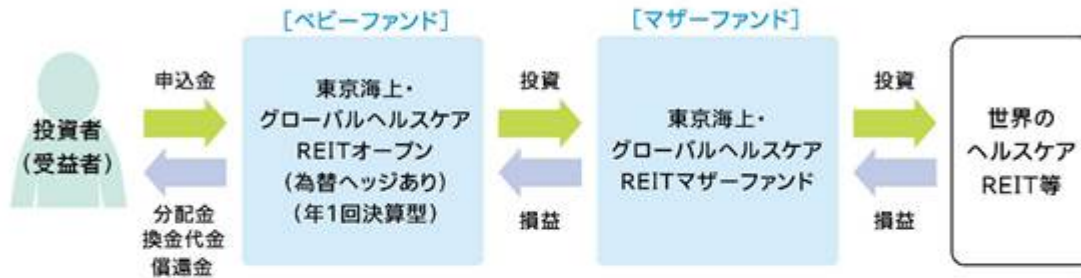 [ベビーファンド]
[マザーファンド]
投資者
(受益者)
申込金
分配金
換金代金
償還金
東京海上・
グローバルヘルスケア
REITオープン
(為替ヘッジあり)
(年1回決算型)
投資
損益
東京海上・
グローバルヘルスケア
REITマザーファンド
投資
損益
世界の
ヘルスケア
REIT等